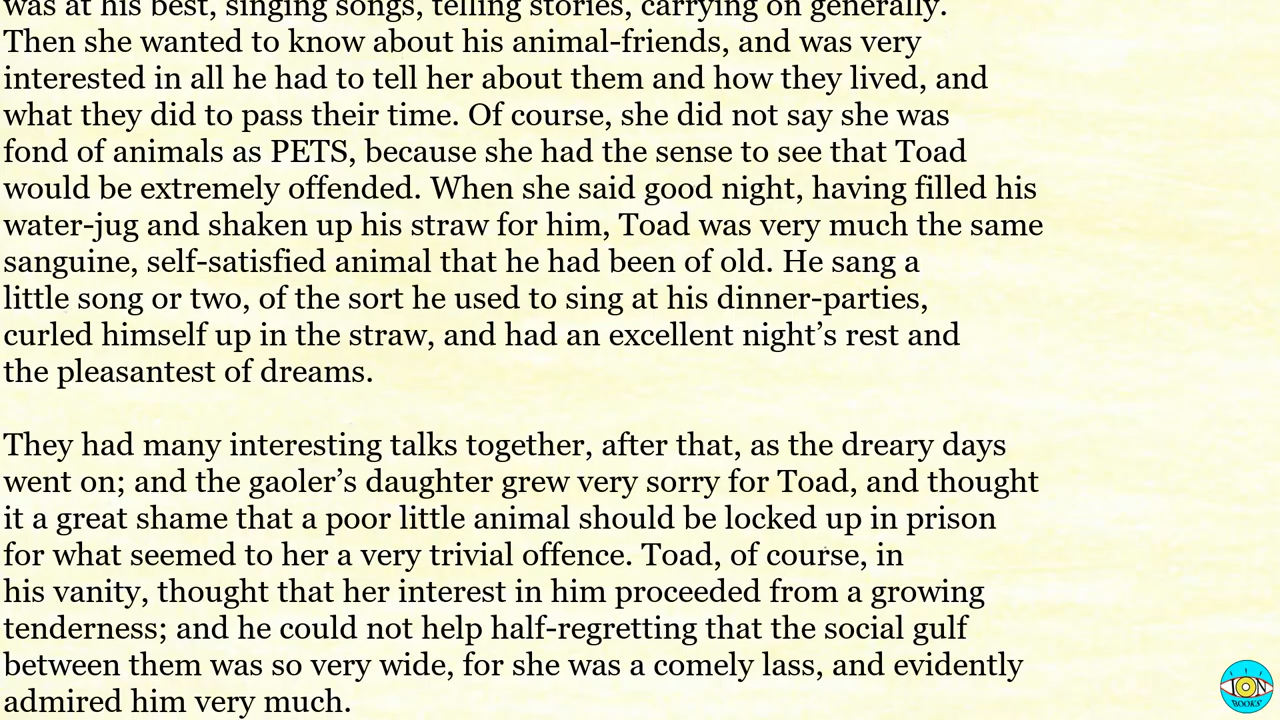 was at his best, singing songs, telling stories, carrying on generally.
Then she wanted to know about his animal-friends, and was very
interested in all he had to tell her about them and how they lived, and
what they did to pass their time. Of course, she did not say she was
fond of animals as PETS, because she had the sense to see that Toad
would be extremely offended. When she said good night, having filled his
water-jug and shaken up his straw for him, Toad was very much the same
sanguine, self-satisfied animal that he had been of old. He sang a
little song or two, of the sort he used to sing at his dinner-parties,
curled himself up in the straw, and had an excellent night’s rest and
the pleasantest of dreams.
They had many interesting talks together, after that, as the dreary days
went on; and the gaoler’s daughter grew very sorry for Toad, and thought
it a great shame that a poor little animal should be locked up in prison
for what seemed to her a very trivial offence. Toad, of course, in
his vanity, thought that her interest in him proceeded from a growing
tenderness; and he could not help half-regretting that the social gulf
between them was so very wide, for she was a comely lass, and evidently
admired him very much.
ION
BOOKS